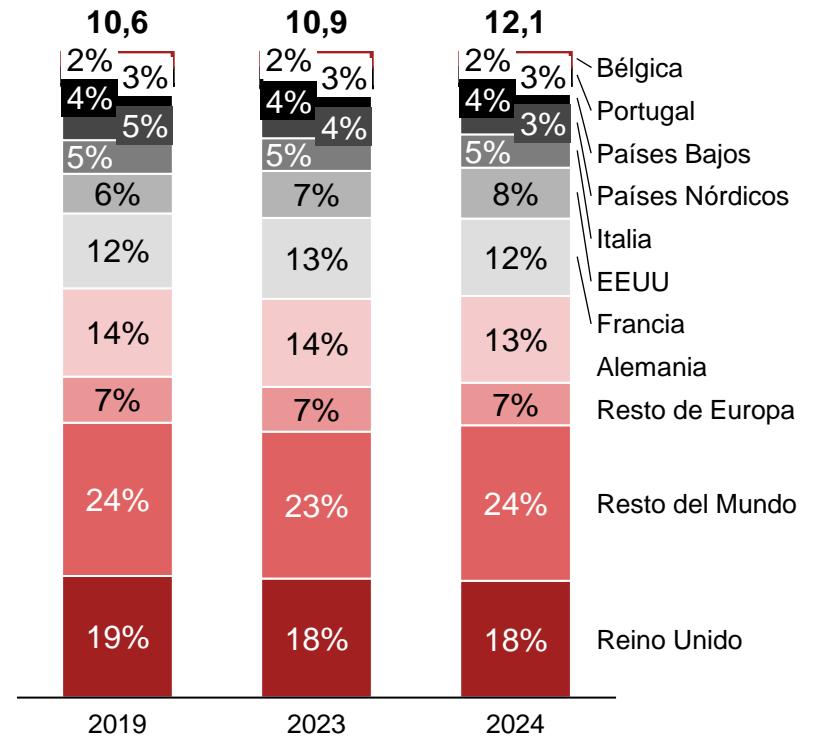 10,6 10,9 12,1
2% 2% 2% Bélgica
3% 3% 3%
4% 4% 4% Portugal
5% 4% 3%
5% 5% 5% Países Bajos
6% 7% 8% Países Nórdicos
Italia
12% 13% 12%
EEUU
Francia
14% 14% 13%
Alemania
7% 7% 7% Resto de Europa
24% 23% 24% Resto del Mundo
19% 18% 18% Reino Unido
2019 2023 2024